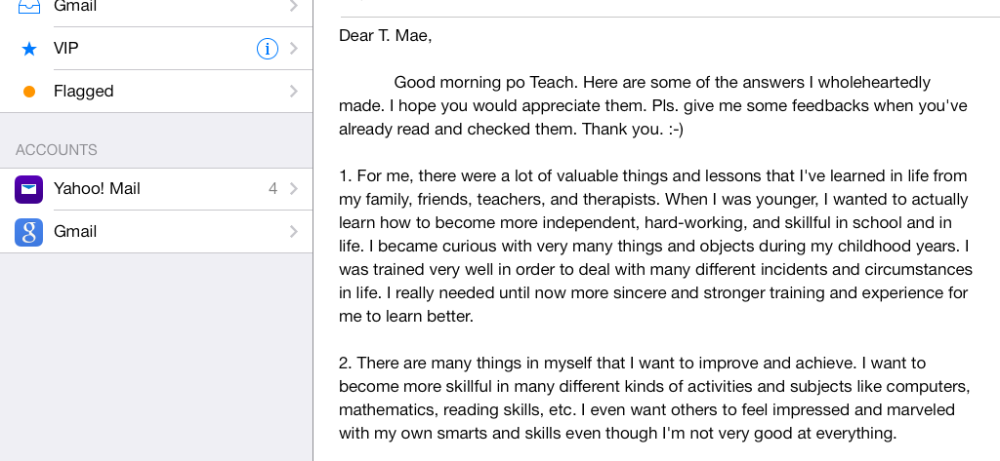 Gmail
VIP
Flagged
ACCOUNTS
Yahoo! Mail 4
Gmail
Dear T. Mae,
Good morning po Teach. Here are some of the answers I wholeheartedly
made. I hope you would appreciate them. Pls. give me some feedbacks when you've
already read and checked them. Thank you. :-)
1. For me, there were a lot of valuable things and lessons that I've learned in life from
my family, friends, teachers, and therapists. When I was younger, I wanted to actually
learn how to become more independent, hard-working, and skillful in school and in
life. I became curious with very many things and objects during my childhood years. I
was trained very well in order to deal with many different incidents and circumstances
in life. I really needed until now more sincere and stronger training and experience for
me to learn better.
2. There are many things in myself that I want to improve and achieve. I want to
become more skillful in many different kinds of activities and subjects like computers,
mathematics, reading skills, etc. I even want others to feel impressed and marveled
with my own smarts and skills even though I'm not very good at everything.